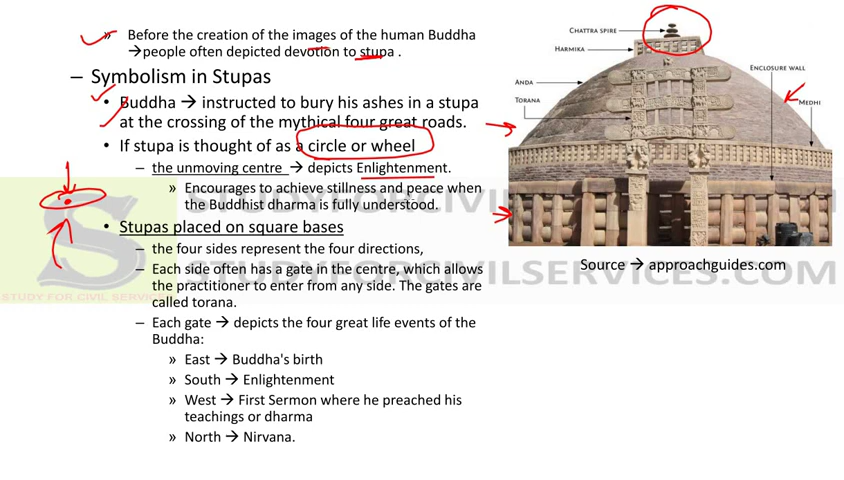 » Before the creation of the images of the human Buddha
→people often depicted devotion to stupa .
– Symbolism in Stupas
• Buddha → instructed to bury his ashes in a stupa
at the crossing of the mythical four great roads.
• If stupa is thought of as a circle or wheel
– the unmoving centre → depicts Enlightenment.
» Encourages to achieve stillness and peace when
the Buddhist dharma is fully understood.
• Stupas placed on square bases
– the four sides represent the four directions,
– Each side often has a gate in the centre, which allows
the practitioner to enter from any side. The gates are
called torana.
– Each gate → depicts the four great life events of the
Buddha:
» East → Buddha's birth
» South → Enlightenment
» West → First Sermon where he preached his
teachings or dharma
» North → Nirvana.
CHATTRA SPIRE
HARMIKA
ENCLOSURE WALL
ANDA
TORANA
MEDHI
Source → approachguides.com
STUDYFORCIVILSERVICES.COM
STUDYFORCIVILSERVICES.COM
S
STUDY FOR CIVIL SERVICES